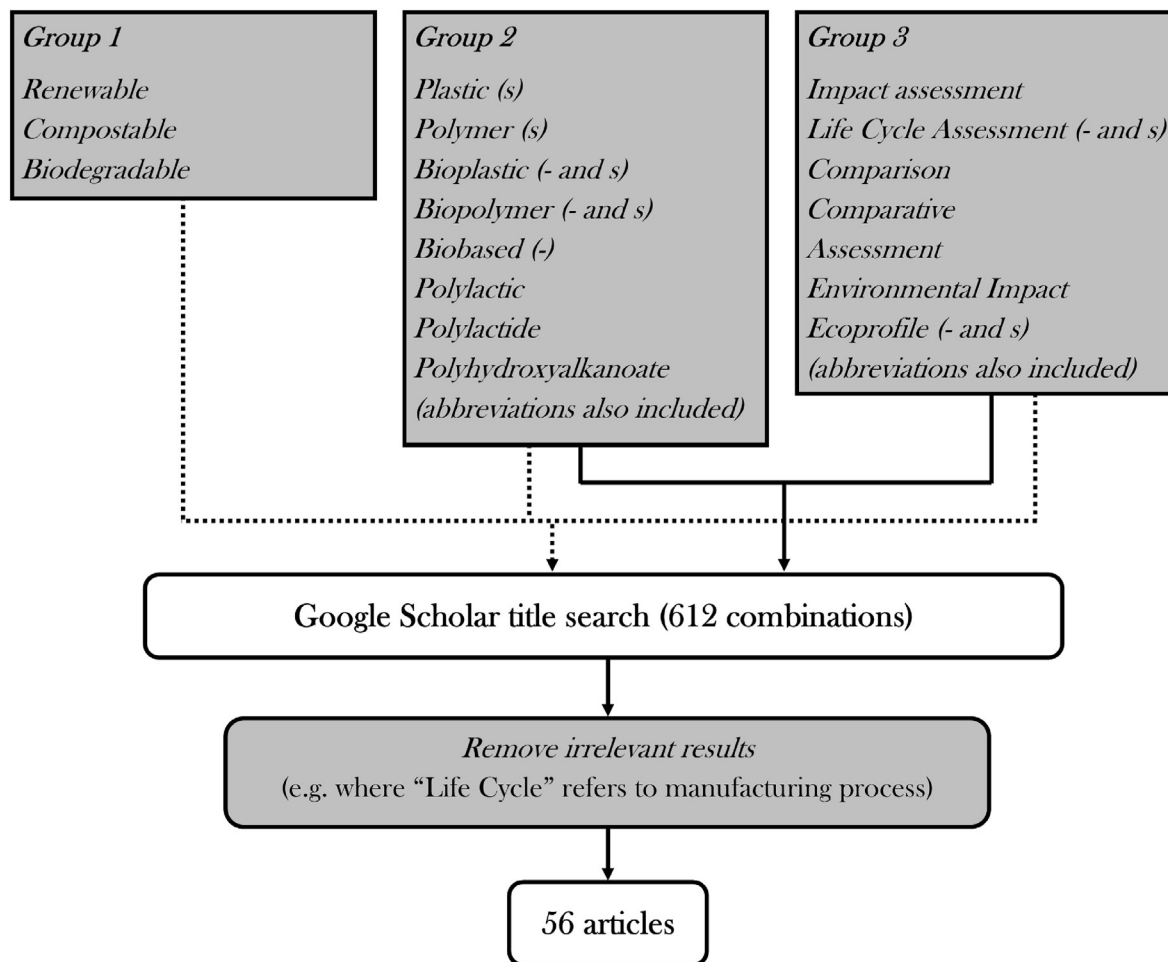 Group 1
Renewable
Compostable
Biodegradable
Group 2
Plastic (s)
Polymer (s)
Bioplastic (- and s)
Biopolymer (- and s)
Biobased (-)
Polylactic
Polylactide
Polyhydroxyalkanoate
(abbreviations also included)
Group 3
Impact assessment
Life Cycle Assessment (- and s)
Comparison
Comparative
Assessment
Environmental Impact
Ecoprofile (- and s)
(abbreviations also included)
Google Scholar title search (612 combinations)
Remove irrelevant results
(e.g. where “Life Cycle” refers to manufacturing process)
56 articles